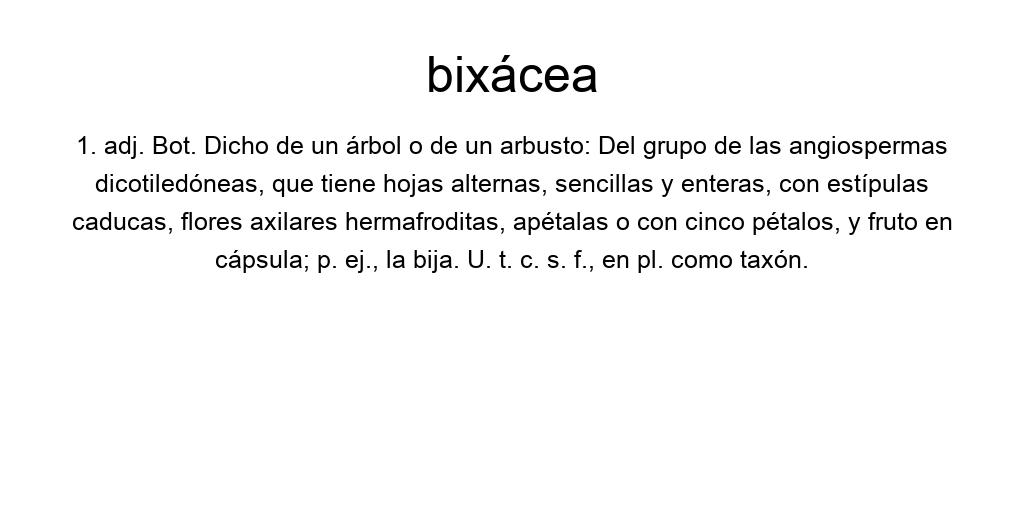 bixácea
1. adj. Bot. Dicho de un árbol o de un arbusto: Del grupo de las angiospermas
dicotiledóneas, que tiene hojas alternas, sencillas y enteras, con estípulas
caducas, flores axilares hermafroditas, apétalas o con cinco pétalos, y fruto en
cápsula; p. ej., la bija. U. t. c. s. f., en pl. como taxón.